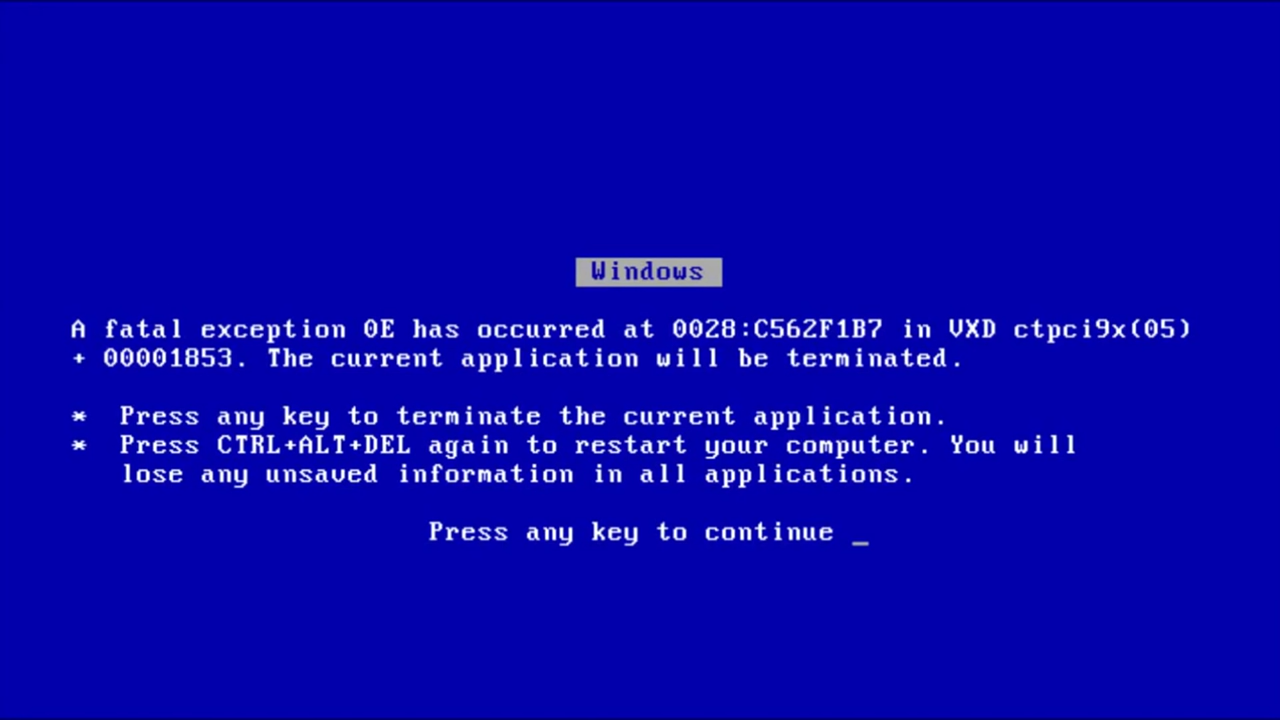 Windows
A fatal exception 0E has occurred at 0028:C562F1B7 in VXD ctpci9x(05)
+ 00001853. The current application will be terminated.
* Press any key to terminate the current application.
* Press CTRL+ALT+DEL again to restart your computer. You will
lose any unsaved information in all applications.
Press any key to continue _